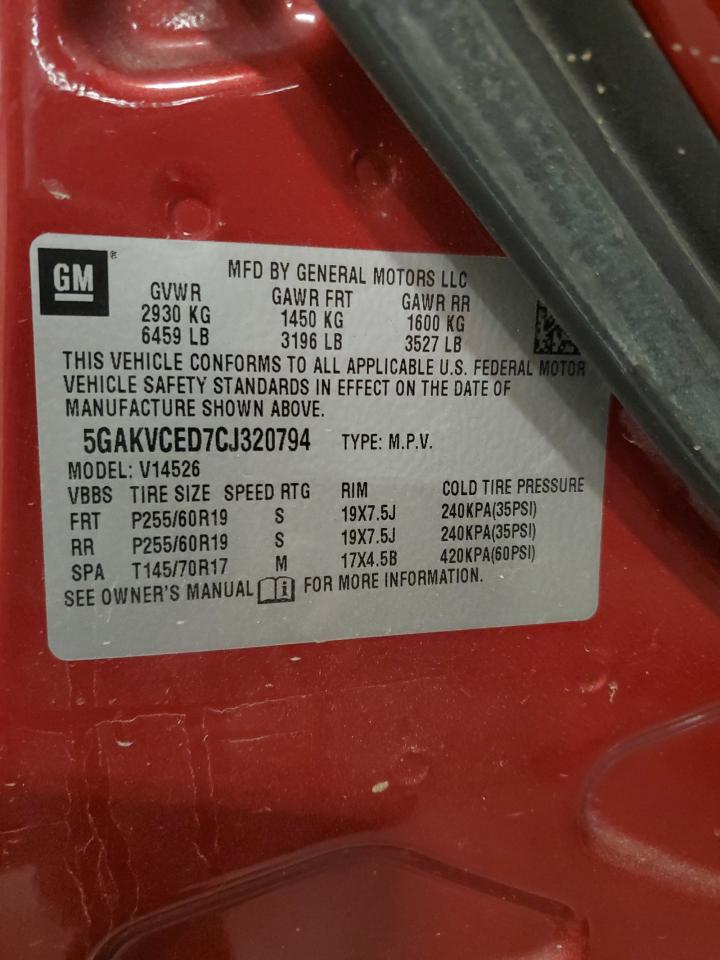 GM ®
MFD BY GENERAL MOTORS LLC
GVWR GAWR FRT GAWR RR
2930 KG 1450 KG 1600 KG
6459 LB 3196 LB 3527 LB
THIS VEHICLE CONFORMS TO ALL APPLICABLE U.S. FEDERAL MOTOR
VEHICLE SAFETY STANDARDS IN EFFECT ON THE DATE OF
MANUFACTURE SHOWN ABOVE.
5GAKVCED7CJ320794 TYPE: M.P.V.
MODEL: V14526
VBBS TIRE SIZE SPEED RTG RIM COLD TIRE PRESSURE
FRT P255/60R19 S 19X7.5J 240KPA(35PSI)
RR P255/60R19 S 19X7.5J 240KPA(35PSI)
SPA T145/70R17 M 17X4.5B 420KPA(60PSI)
SEE OWNER'S MANUAL i FOR MORE INFORMATION.